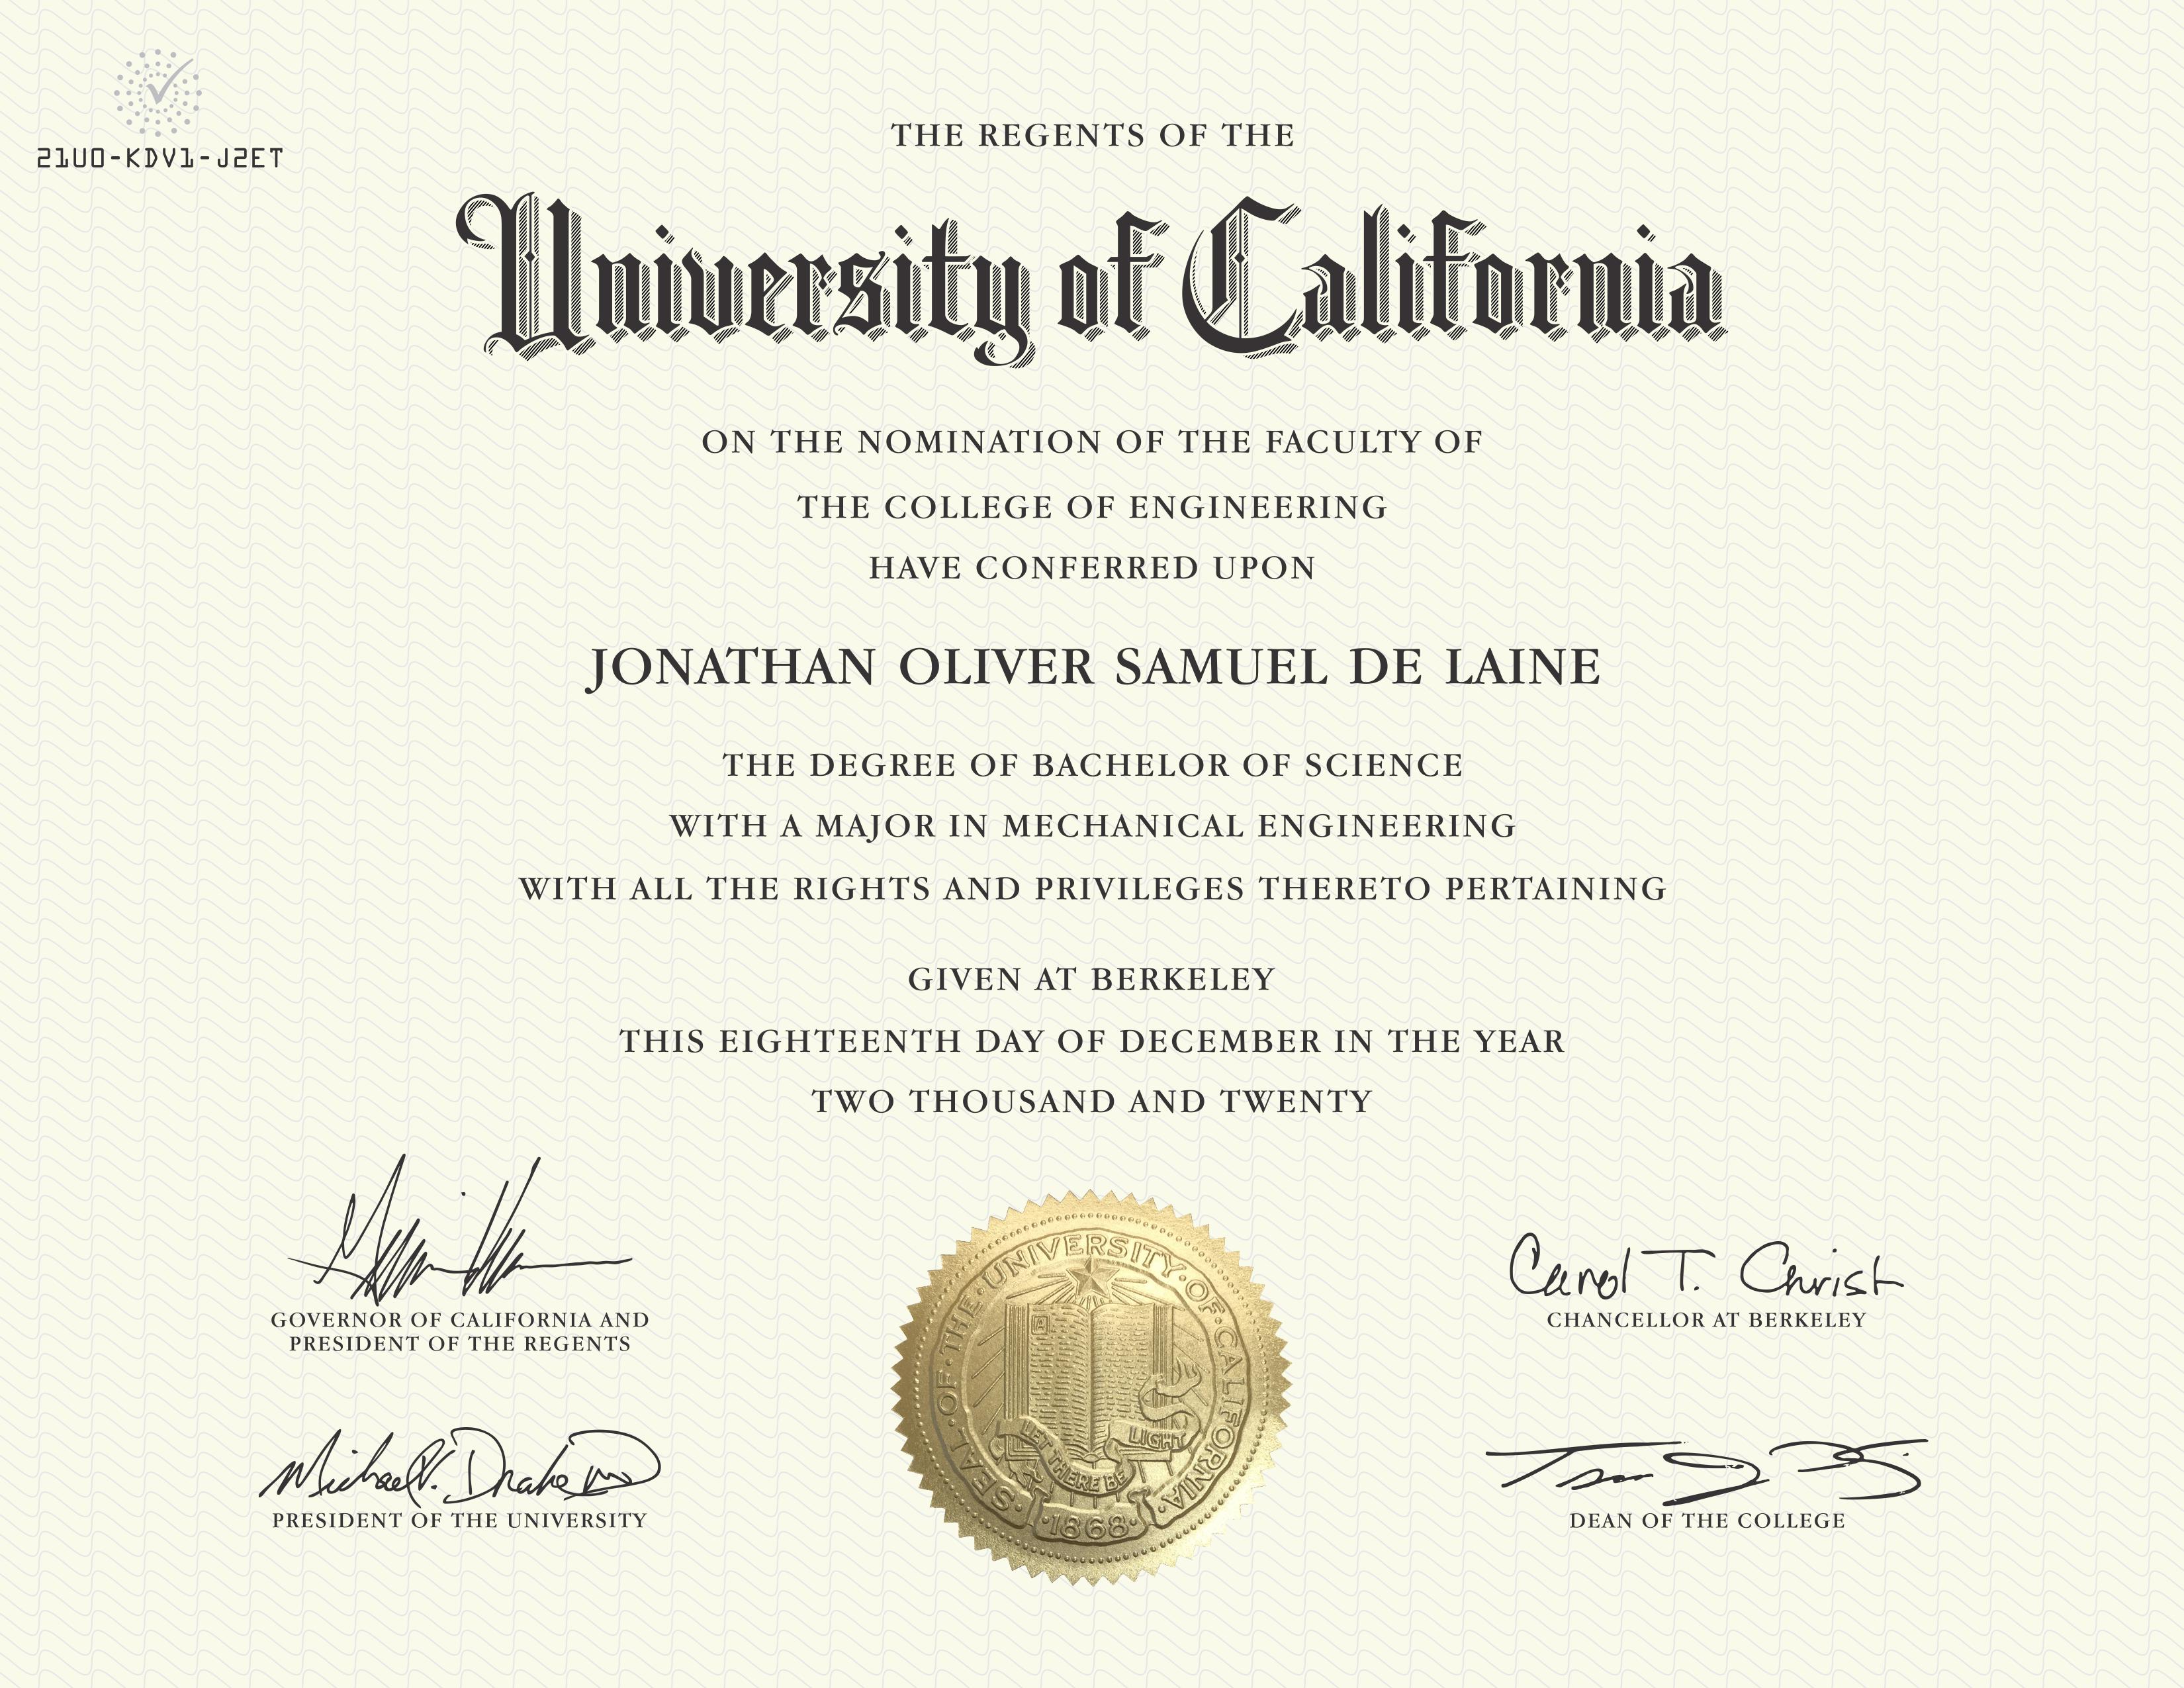 21U0-KDV1-J2ET
THE REGENTS OF THE
University of California
ON THE NOMINATION OF THE FACULTY OF
THE COLLEGE OF ENGINEERING
HAVE CONFERRED UPON
JONATHAN OLIVER SAMUEL DE LAINE
THE DEGREE OF BACHELOR OF SCIENCE
WITH A MAJOR IN MECHANICAL ENGINEERING
WITH ALL THE RIGHTS AND PRIVILEGES THERETO PERTAINING
GIVEN AT BERKELEY
THIS EIGHTEENTH DAY OF DECEMBER IN THE YEAR
TWO THOUSAND AND TWENTY
GOVERNOR OF CALIFORNIA AND
PRESIDENT OF THE REGENTS
Michael V. Drake MD
PRESIDENT OF THE UNIVERSITY
SEAL·OF·THE·UNIVERSITY·OF·CALIFORNIA
A
LET THERE BE LIGHT
·1868·
Carol T. Christ
CHANCELLOR AT BERKELEY
DEAN OF THE COLLEGE